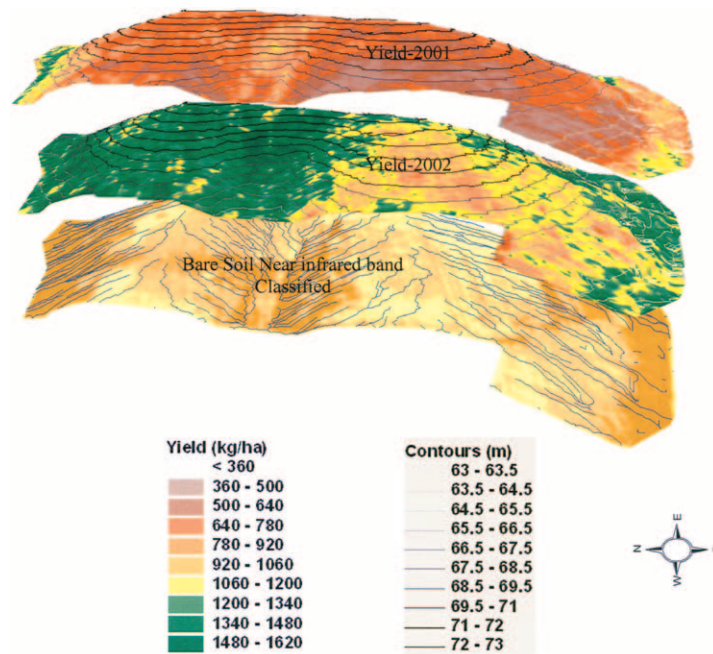 Yield-2001
Yield-2002
Bare Soil Near infrared band
Classified
Yield (kg/ha)
< 360
360 - 500
500 - 640
640 - 780
780 - 920
920 - 1060
1060 - 1200
1200 - 1340
1340 - 1480
1480 - 1620
Contours (m)
63 - 63.5
63.5 - 64.5
64.5 - 65.5
65.5 - 66.5
66.5 - 67.5
67.5 - 68.5
68.5 - 69.5
69.5 - 71
71 - 72
72 - 73
E
N
W